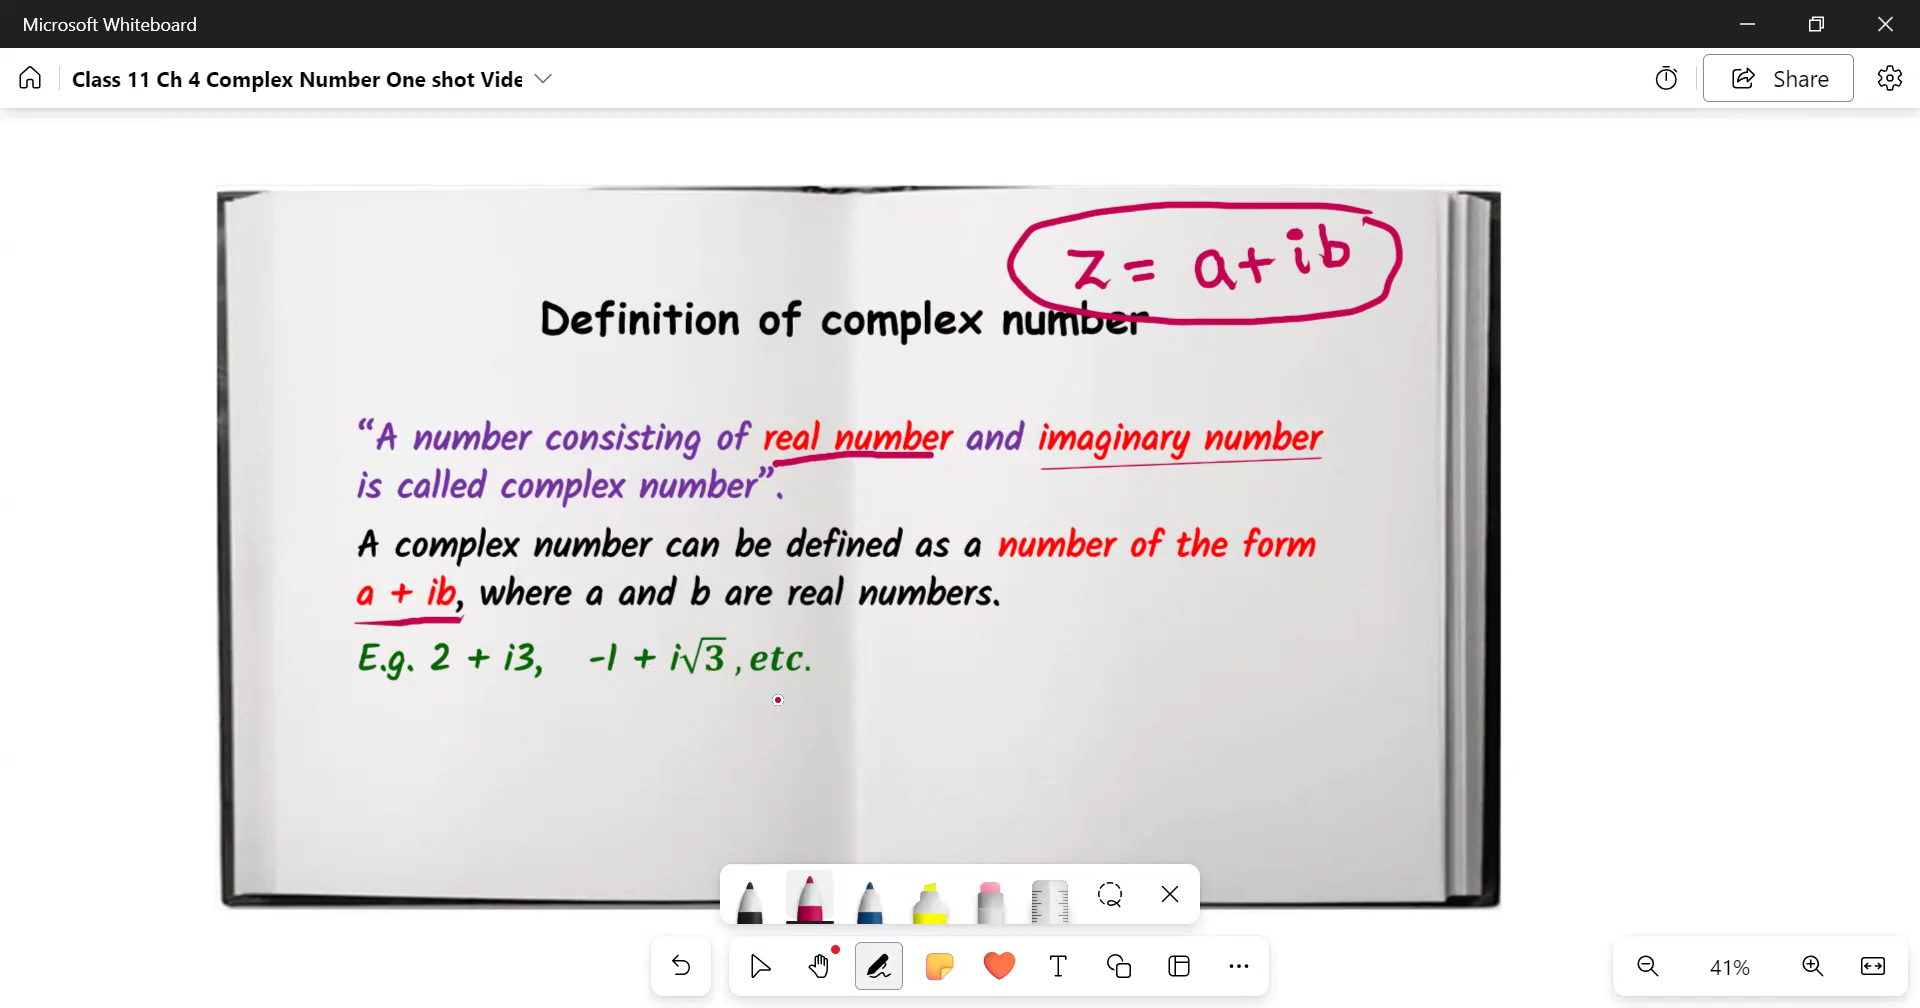 Microsoft Whiteboard
Class 11 Ch 4 Complex Number One shot Vide
Share
z = a+ib
Definition of complex number
“A number consisting of real number and imaginary number
is called complex number”.
A complex number can be defined as a number of the form
a + ib, where a and b are real numbers.
E.g. 2 + i3, -1 + i√3, etc.
T
41%